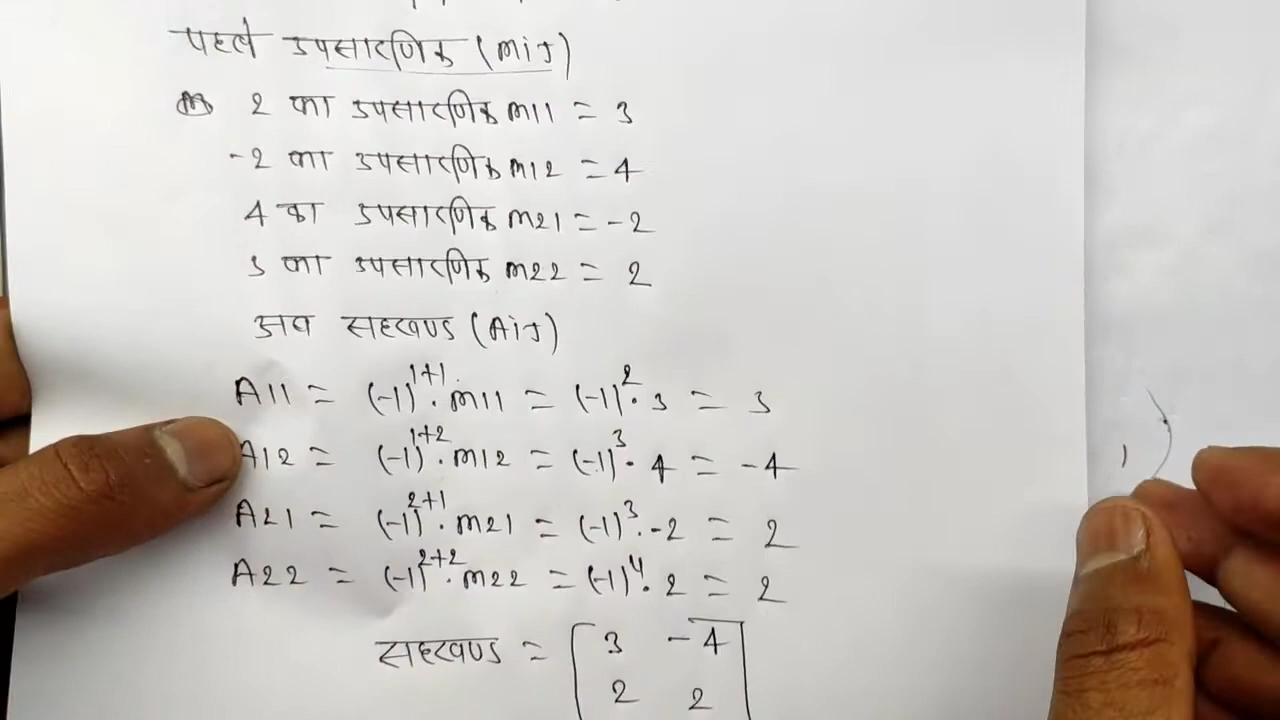 पहले उपसारणिक (mij)
2 का उपसारणिक m11 = 3
-2 का उपसारणिक m12 = 4
4 का उपसारणिक m21 = -2
3 का उपसारणिक m22 = 2
अब सहखण्ड (Aij)
A11 = (-1)^{1+1} . m11 = (-1)^2 . 3 = 3
A12 = (-1)^{1+2} . m12 = (-1)^3 . 4 = -4
A21 = (-1)^{2+1} . m21 = (-1)^3 . -2 = 2
A22 = (-1)^{2+2} . m22 = (-1)^4 . 2 = 2
सहखण्ड = [3 -4
2 2]